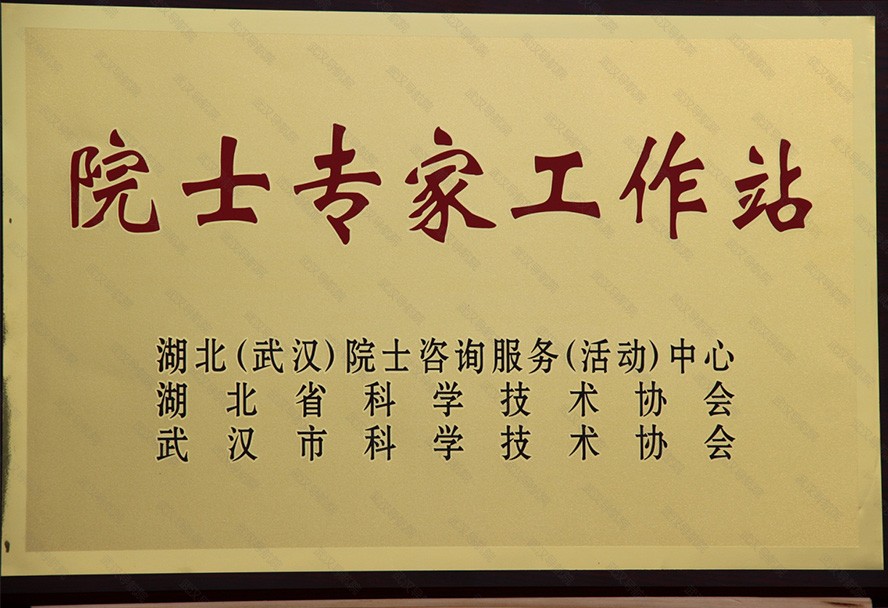 院士专家工作站
湖北(武汉)院士咨询服务(活动)中心
湖北省科学技术协会
武汉市科学技术协会